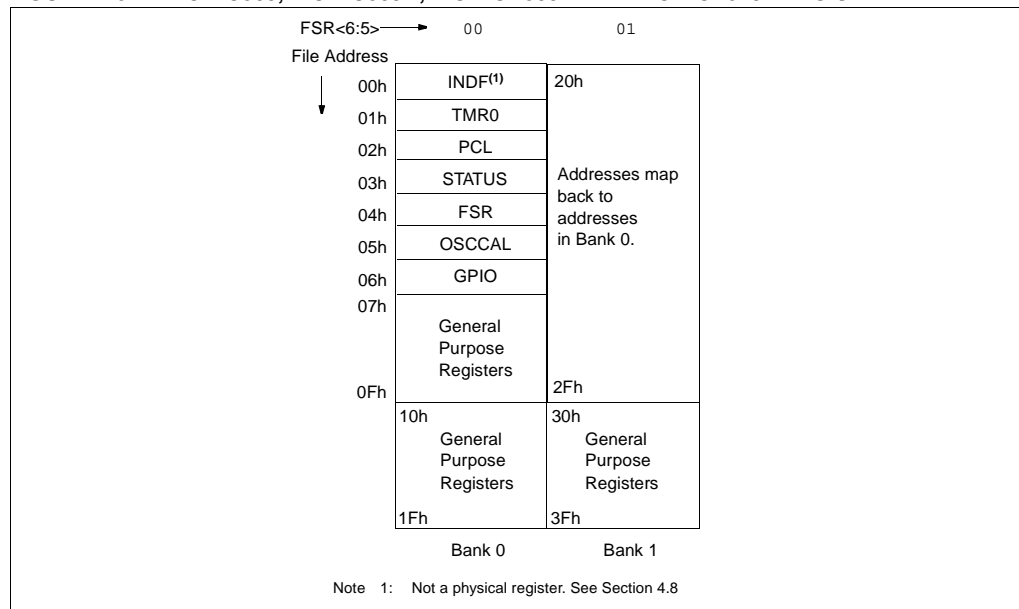 FSR<6:5> 00 01
File Address
00h INDF(1) 20h
01h TMR0
02h PCL
03h STATUS Addresses map
back to
04h FSR addresses
05h OSCCAL in Bank 0.
06h GPIO
07h
General
Purpose
Registers
0Fh 2Fh
10h 30h
General General
Purpose Purpose
Registers Registers
1Fh 3Fh
Bank 0 Bank 1
Note 1: Not a physical register. See Section 4.8